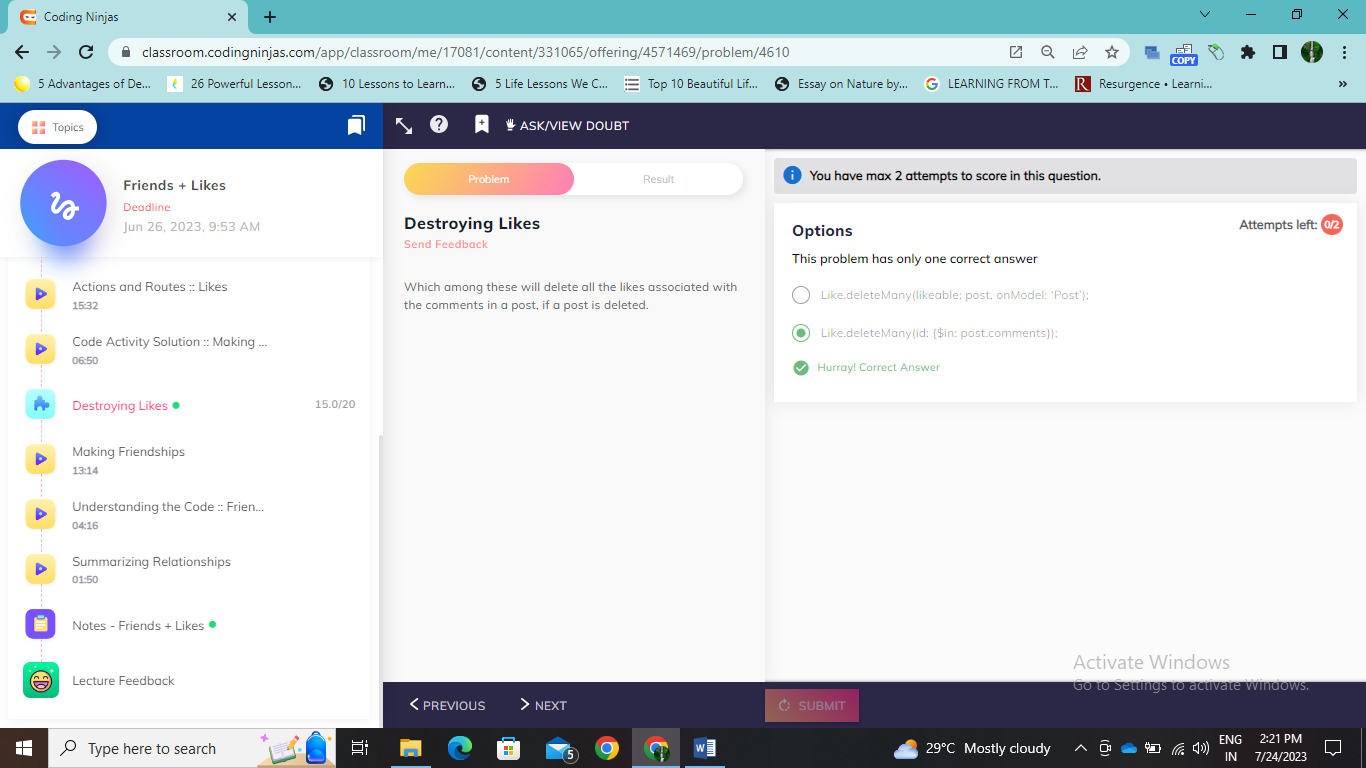 Coding Ninjas
classroom.codingninjas.com/app/classroom/me/17081/content/331065/offering/4571469/problem/4610
COPY
5 Advantages of De...
26 Powerful Lesson...
10 Lessons to Learn...
5 Life Lessons We C...
Top 10 Beautiful Lif...
Essay on Nature by...
LEARNING FROM T...
Resurgence • Learni...
Topics
ASK/VIEW DOUBT
Friends + Likes
Deadline
Jun 26, 2023, 9:53 AM
Actions and Routes :: Likes
15:32
Code Activity Solution :: Making ...
06:50
Destroying Likes
15.0/20
Making Friendships
13:14
Understanding the Code :: Frien...
04:16
Summarizing Relationships
01:50
Notes - Friends + Likes
Lecture Feedback
Problem
Result
Destroying Likes
Send Feedback
Which among these will delete all the likes associated with
the comments in a post, if a post is deleted.
You have max 2 attempts to score in this question.
Attempts left: 0/2
Options
This problem has only one correct answer
Like.deleteMany(likeable: post, onModel: 'Post');
Like.deleteMany(id: {$in: post.comments});
Hurray! Correct Answer
Activate Windows
Go to Settings to activate Windows.
PREVIOUS
NEXT
SUBMIT
Type here to search
5
29°C Mostly cloudy
ENG
IN
2:21 PM
7/24/2023